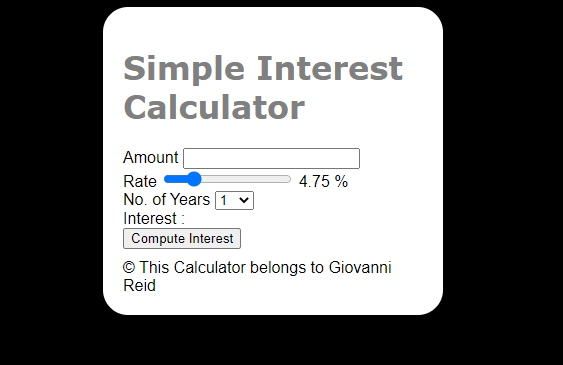 Simple Interest
Calculator
Amount
Rate 4.75 %
No. of Years 1
Interest :
Compute Interest
© This Calculator belongs to Giovanni
Reid